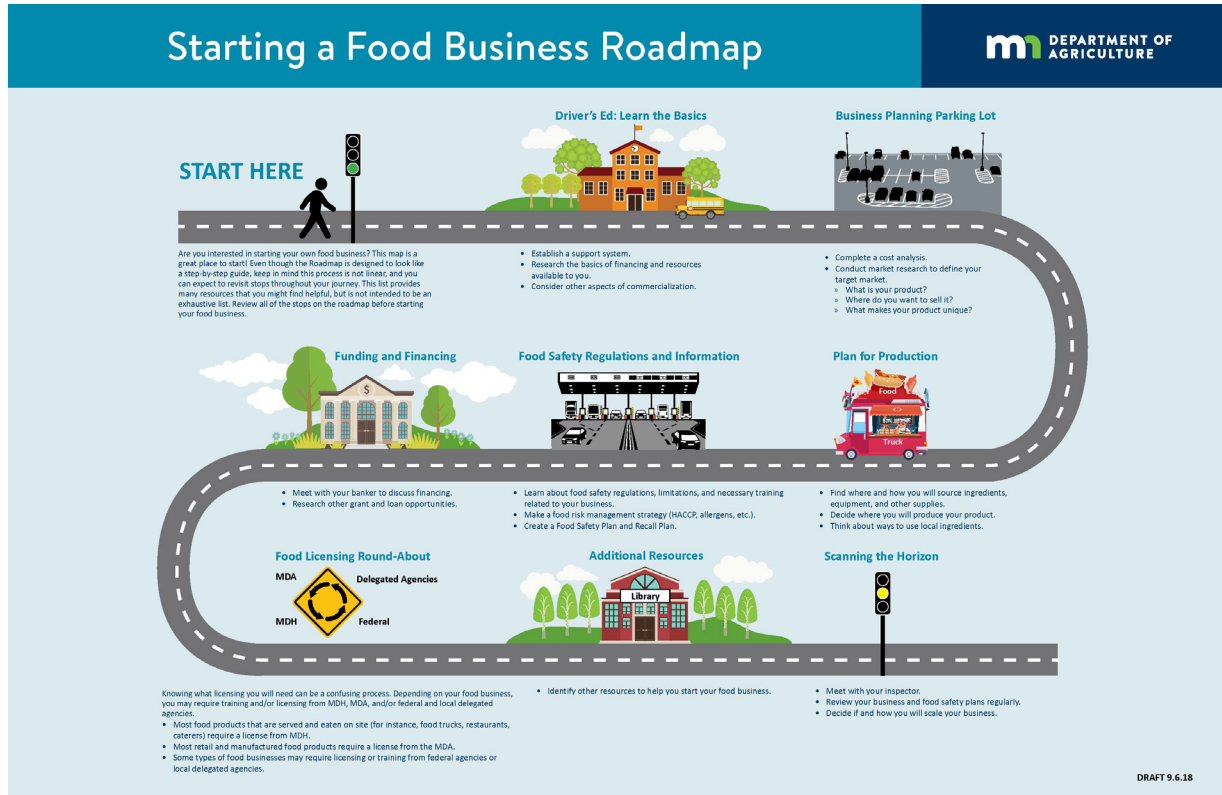 Starting a Food Business Roadmap
mn DEPARTMENT OF
AGRICULTURE
START HERE
Are you interested in starting your own food business? This map is a
great place to start! Even though the Roadmap is designed to look like
a step-by-step guide, keep in mind this process is not linear, and you
can expect to revisit stops throughout your journey. This list provides
many resources that you might find helpful, but is not intended to be an
exhaustive list. Review all of the stops on the roadmap before starting
your food business.
Driver's Ed: Learn the Basics
• Establish a support system.
• Research the basics of financing and resources
available to you.
• Consider other aspects of commercialization.
Business Planning Parking Lot
• Complete a cost analysis.
• Conduct market research to define your
target market.
» What is your product?
» Where do you want to sell it?
» What makes your product unique?
Plan for Production
Food
Truck
• Find where and how you will source ingredients,
equipment, and other supplies.
• Decide where you will produce your product.
• Think about ways to use local ingredients.
Food Safety Regulations and Information
• Learn about food safety regulations, limitations, and necessary training
related to your business.
• Make a food risk management strategy (HACCP, allergens, etc.).
• Create a Food Safety Plan and Recall Plan.
Funding and Financing
$
• Meet with your banker to discuss financing.
• Research other grant and loan opportunities.
Food Licensing Round-About
MDA
Delegated Agencies
MDH
Federal
Knowing what licensing you will need can be a confusing process. Depending on your food business,
you may require training and/or licensing from MDH, MDA, and/or federal and local delegated
agencies.
• Most food products that are served and eaten on site (for instance, food trucks, restaurants,
caterers) require a license from MDH.
• Most retail and manufactured food products require a license from the MDA.
• Some types of food businesses may require licensing or training from federal agencies or
local delegated agencies.
Additional Resources
Library
• Identify other resources to help you start your food business.
Scanning the Horizon
• Meet with your inspector.
• Review your business and food safety plans regularly.
• Decide if and how you will scale your business.
DRAFT 9.6.18